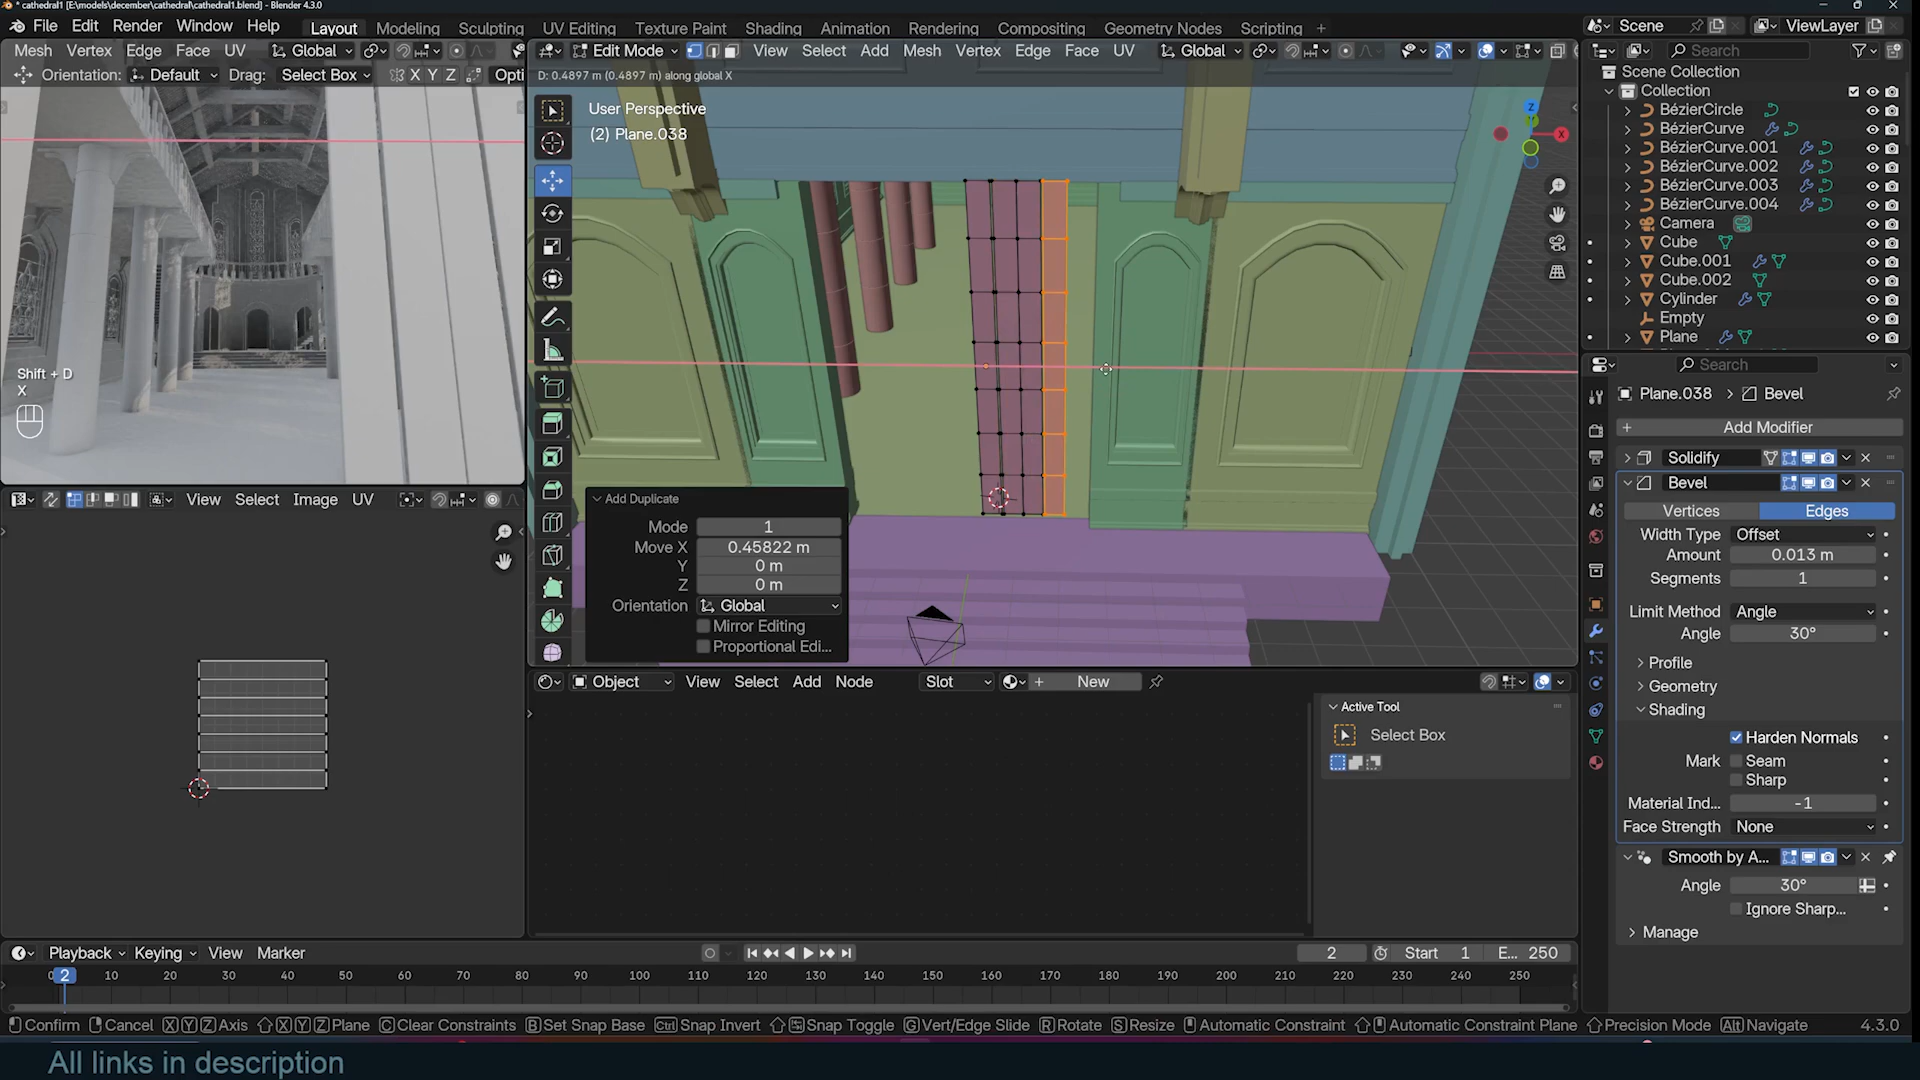 * cathedral1 [E:\models\december\cathedral\cathedral1.blend] - Blender 4.3.0
File Edit Render Window Help Layout Modeling Sculpting UV Editing Texture Paint Shading Animation Rendering Compositing Geometry Nodes Scripting + Scene ViewLayer
Mesh Vertex Edge Face UV Global
Edit Mode View Select Add Mesh Vertex Edge Face UV Global
Search
Orientation: Default Drag: Select Box X Y Z Opti
D: 0.4897 m (0.4897 m) along global X
User Perspective
(2) Plane.038
Z
X
Shift + D
X
Scene Collection
Collection
BézierCircle
BézierCurve
BézierCurve.001
BézierCurve.002
BézierCurve.003
BézierCurve.004
Camera
Cube
Cube.001
Cube.002
Cylinder
Empty
Plane
Search
Plane.038 > Bevel
+ Add Modifier
Solidify
Bevel
Vertices Edges
Width Type Offset
Amount 0.013 m
Segments 1
Limit Method Angle
Angle 30°
Profile
Geometry
Shading
Harden Normals
Mark Seam
Sharp
Material Ind... -1
Face Strength None
Smooth by A...
Angle 30°
Ignore Sharp...
Manage
Add Duplicate
Mode 1
Move X 0.45822 m
Y 0 m
Z 0 m
Orientation Global
Mirror Editing
Proportional Edi...
View Select Image UV
Object View Select Add Node Slot + New
Active Tool
Select Box
Playback Keying View Marker 2 Start 1 E... 250
0 2 10 20 30 40 50 60 70 80 90 100 110 120 130 140 150 160 170 180 190 200 210 220 230 240 250
Confirm Cancel X Y Z Axis X Y Z Plane C Clear Constraints B Set Snap Base Ctrl Snap Invert Snap Toggle G Vert/Edge Slide R Rotate S Resize Automatic Constraint Automatic Constraint Plane Precision Mode Alt Navigate 4.3.0
All links in description